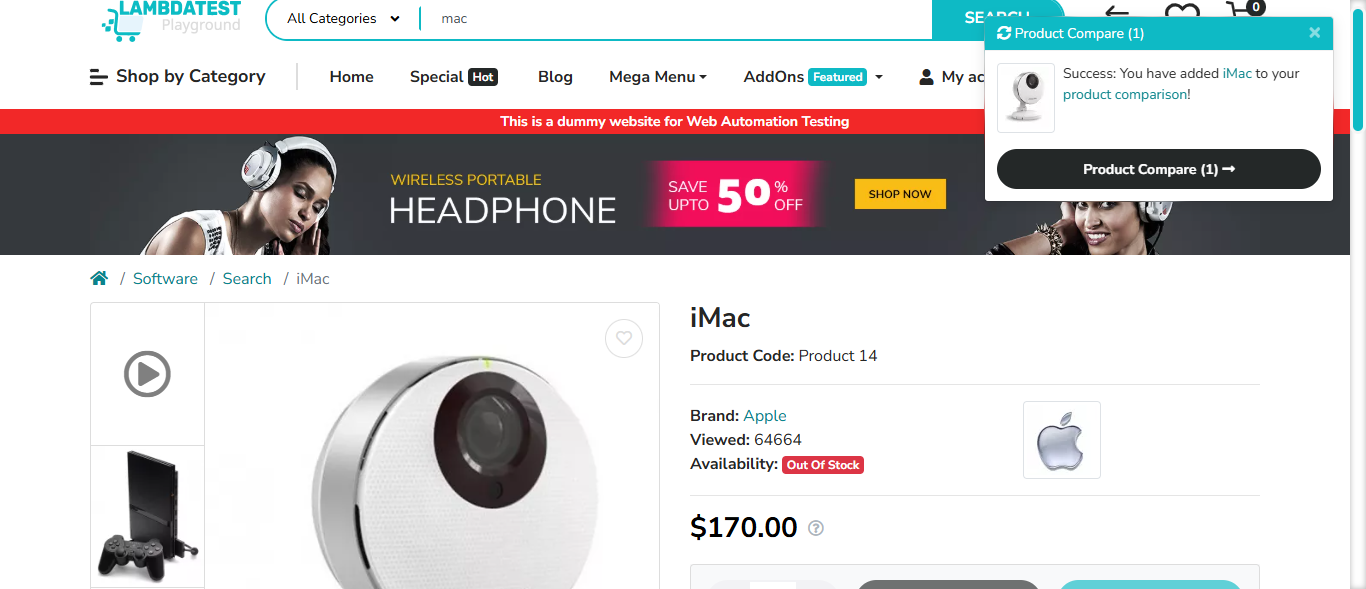 LAMBDATEST
Playground
All Categories
mac
SEARCH
0
Product Compare (1)
Success: You have added iMac to your
product comparison!
Product Compare (1)
Shop by Category
Home
Special Hot
Blog
Mega Menu
AddOns Featured
My ac
This is a dummy website for Web Automation Testing
WIRELESS PORTABLE
HEADPHONE
SAVE
UPTO
50
%
OFF
SHOP NOW
/ Software / Search / iMac
iMac
Product Code: Product 14
Brand: Apple
Viewed: 64664
Availability: Out Of Stock
$170.00